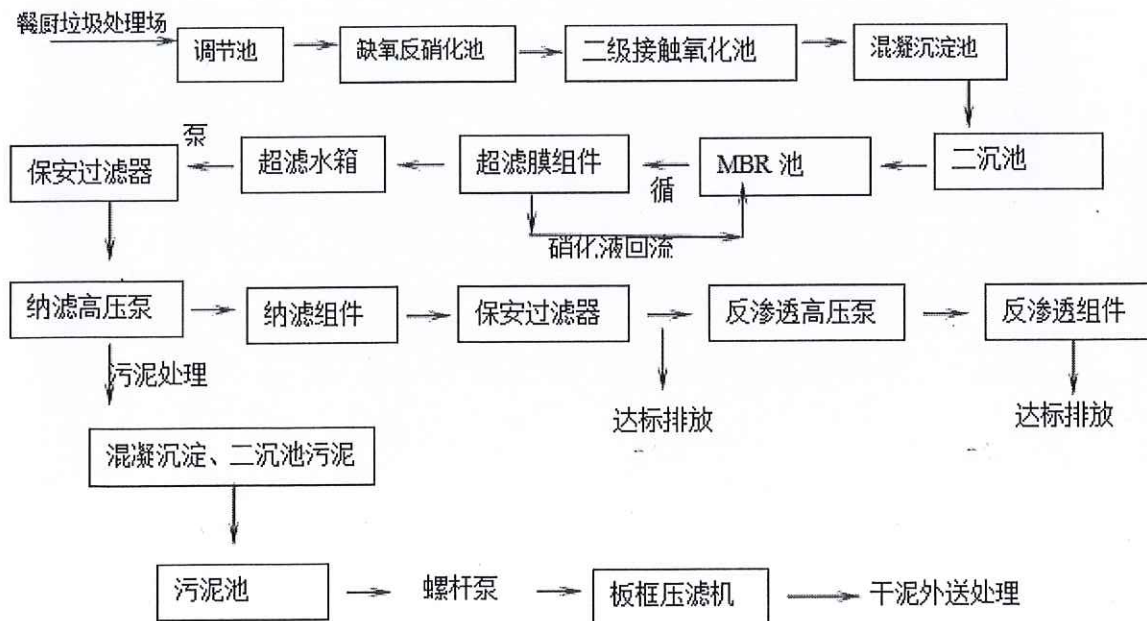 餐厨垃圾处理场
调节池
缺氧反硝化池
二级接触氧化池
混凝沉淀池
泵
保安过滤器
超滤水箱
超滤膜组件
循
MBR 池
二沉池
硝化液回流
纳滤高压泵
纳滤组件
保安过滤器
反渗透高压泵
反渗透组件
污泥处理
达标排放
达标排放
混凝沉淀、二沉池污泥
污泥池
螺杆泵
板框压滤机
干泥外送处理